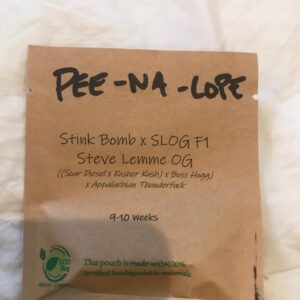 PEE-NA-LOPE
Stink Bomb x SLOG F1
Steve Lemme OG
((Sour Diesel x Kosher Kush) x Boss Hogg)
x Appalachian Thunderfuck
9-10 Weeks
This pouch is made with 100%
certified biodegradable materials